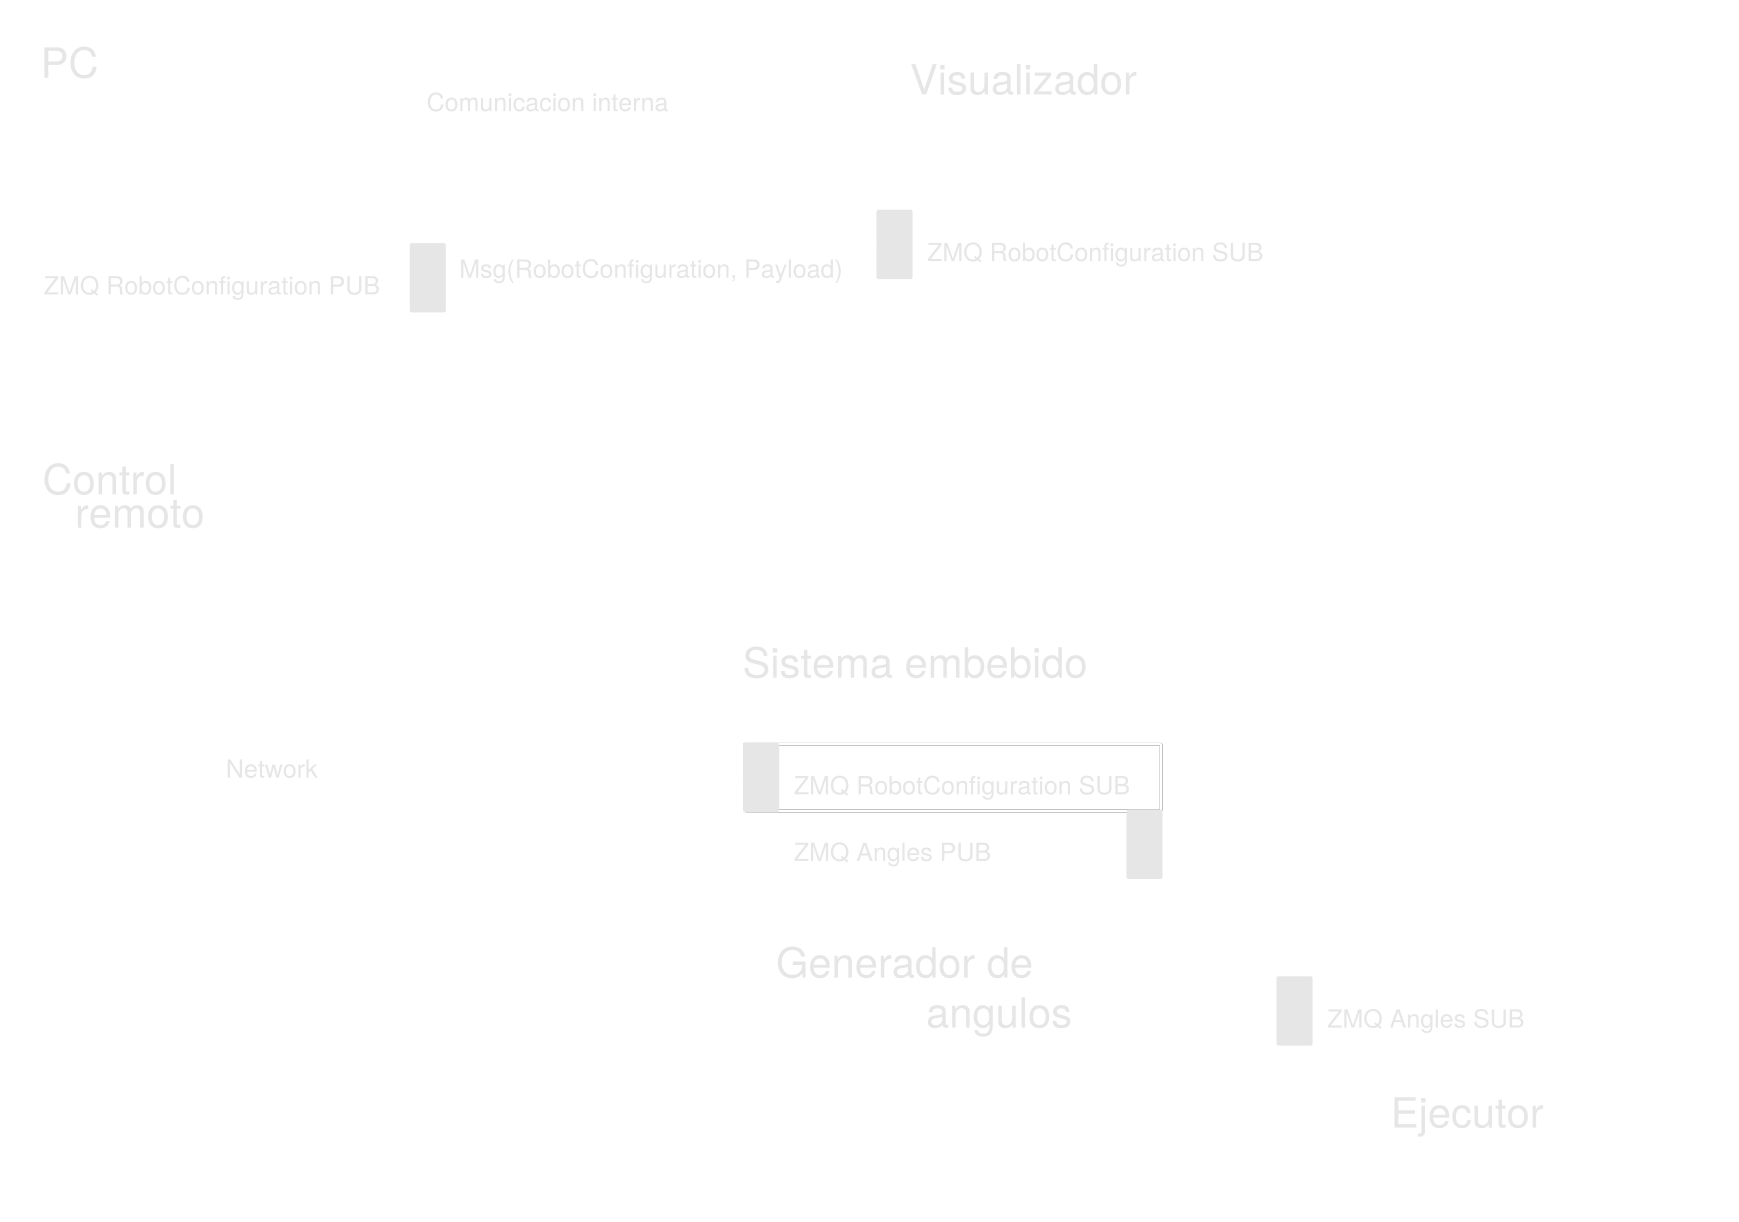 PC
Visualizador
Comunicacion interna
ZMQ RobotConfiguration SUB
Msg(RobotConfiguration, Payload)
ZMQ RobotConfiguration PUB
Control
remoto
Sistema embebido
Network
ZMQ RobotConfiguration SUB
ZMQ Angles PUB
Generador de
angulos
ZMQ Angles SUB
Ejecutor